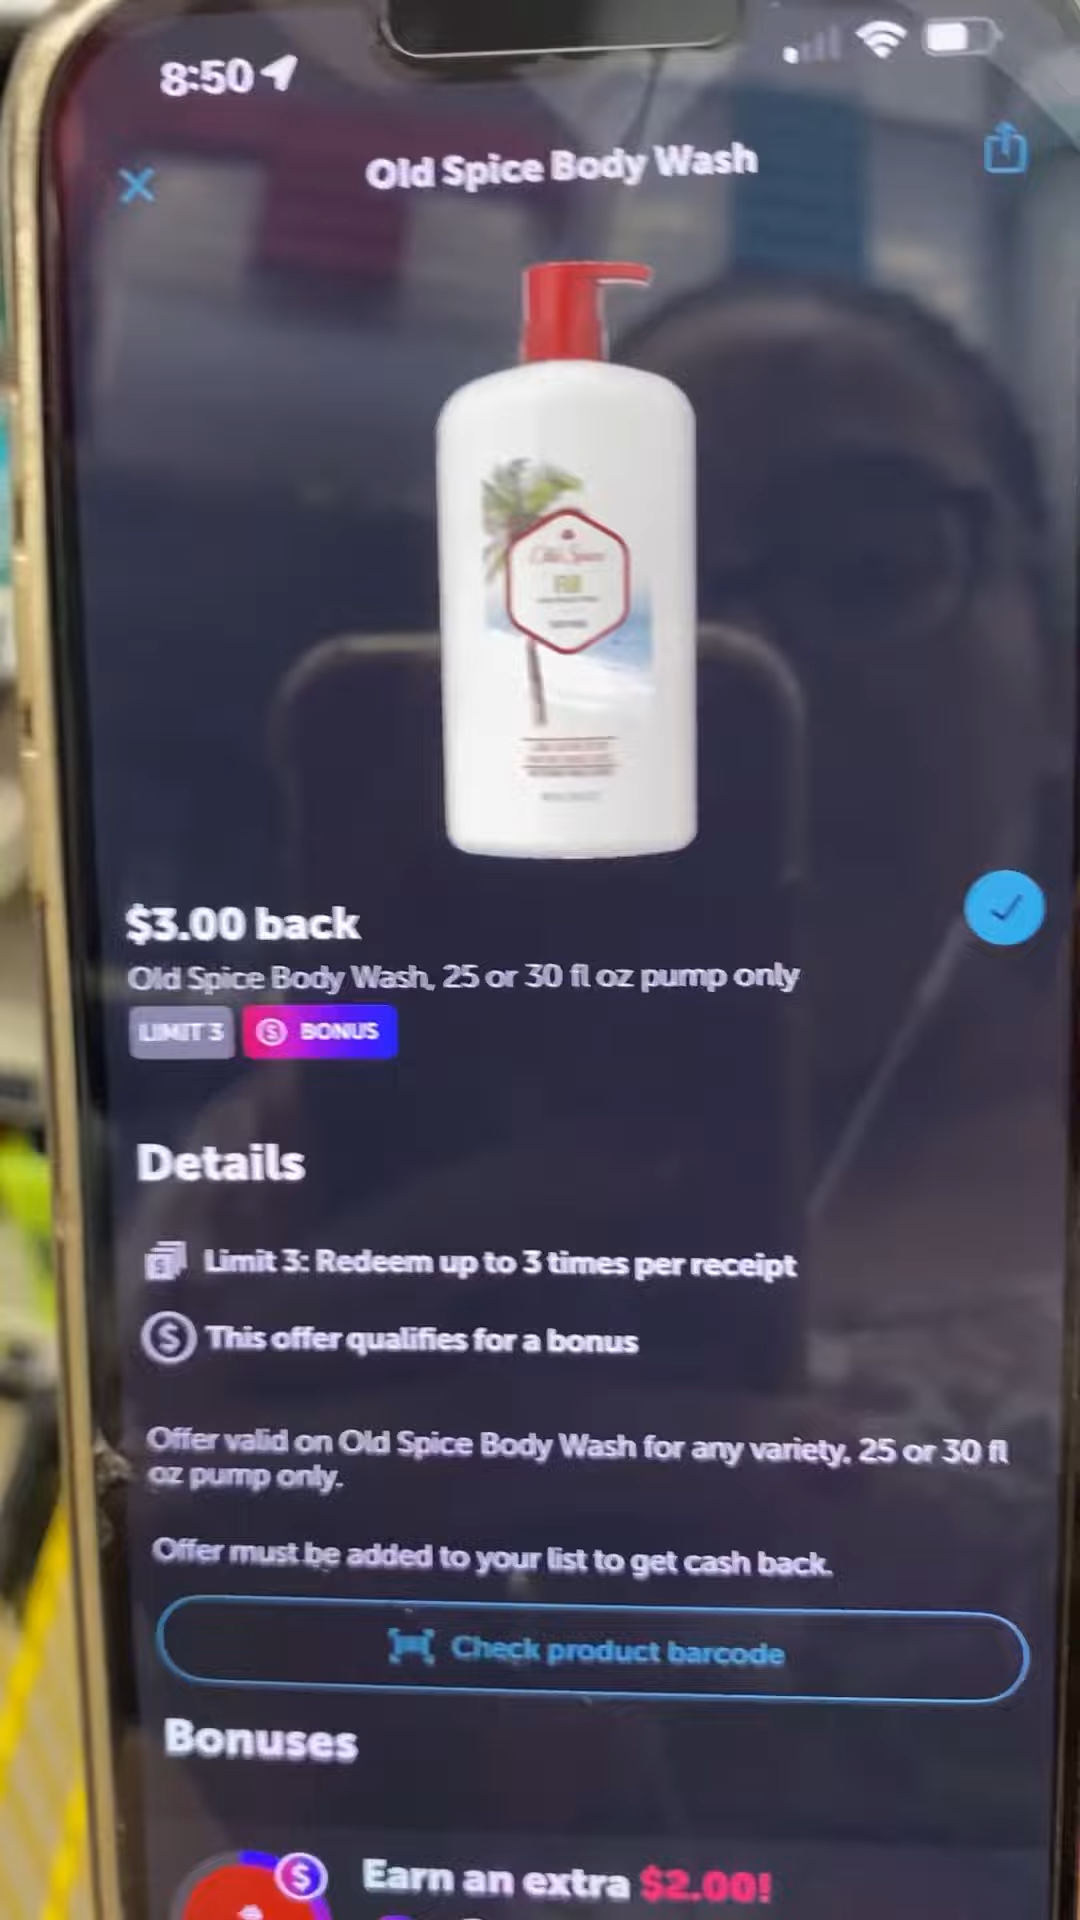 8:50
Old Spice Body Wash
Old Spice
Fiji
$3.00 back
Old Spice Body Wash, 25 or 30 fl oz pump only
LIMIT 3
BONUS
Details
Limit 3: Redeem up to 3 times per receipt
This offer qualifies for a bonus
Offer valid on Old Spice Body Wash for any variety, 25 or 30 fl
oz pump only.
Offer must be added to your list to get cash back.
Check product barcode
Bonuses
Earn an extra $2.00!